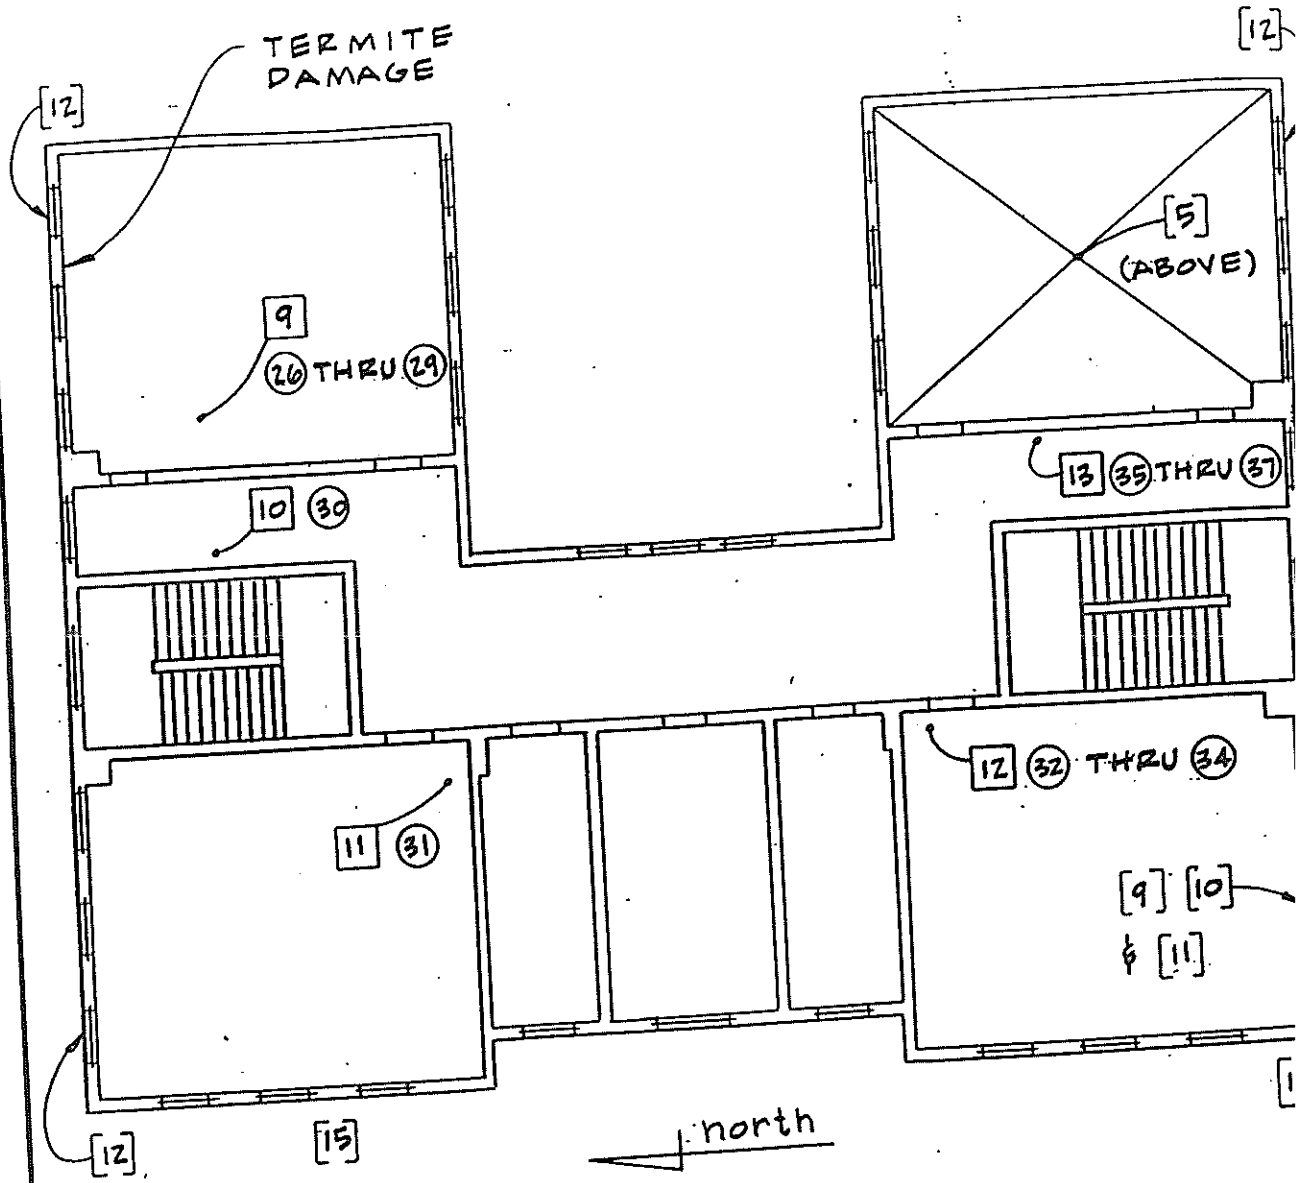 TERMITE
DAMAGE
[12]
[12]
[5]
(ABOVE)
9
26 THRU 29
10 30
13 35 THRU 37
12 32 THRU 34
11 31
[9] [10]
& [11]
[12]
[15]
north